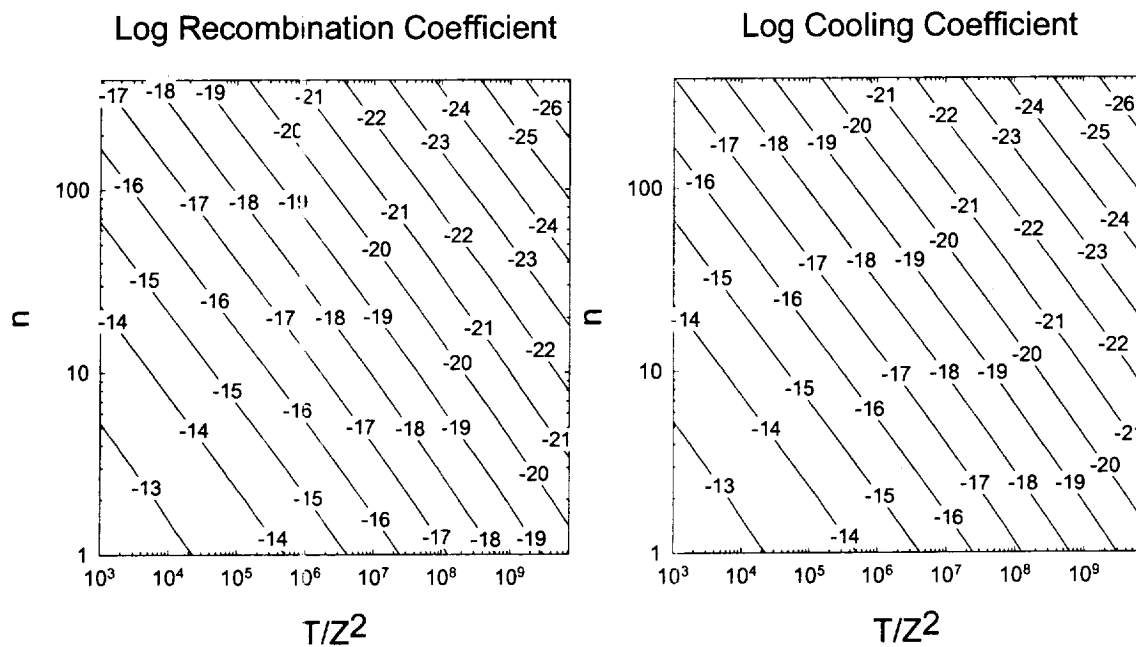 Log Recombination Coefficient
-17 -18 -19 -21 -24 -26
-20 -22 -23 -25
100
-16 -17 -18 -19 -21 -24
-20 -22 -23
-15 -16
n
-14 -17 -18 -19 -21 -22
10
-15 -20
-16
-14 -17 -18 -19 -21
-13 -20
-15 -16
-14 -17 -18 -19
1
10³ 10⁴ 10⁵ 10⁶ 10⁷ 10⁸ 10⁹
T/Z²
Log Cooling Coefficient
-21 -24 -26
-17 -18 -19 -20 -22 -23 -25
100
-16 -21 -24
-20 -22 -23
-15 -17 -18 -19
-16
n
-14 -21
-20 -22
10
-15 -17 -18 -19
-16
-14 -21
-13 -20
-15 -17 -18 -19
-16
-14
1
10³ 10⁴ 10⁵ 10⁶ 10⁷ 10⁸ 10⁹
T/Z²